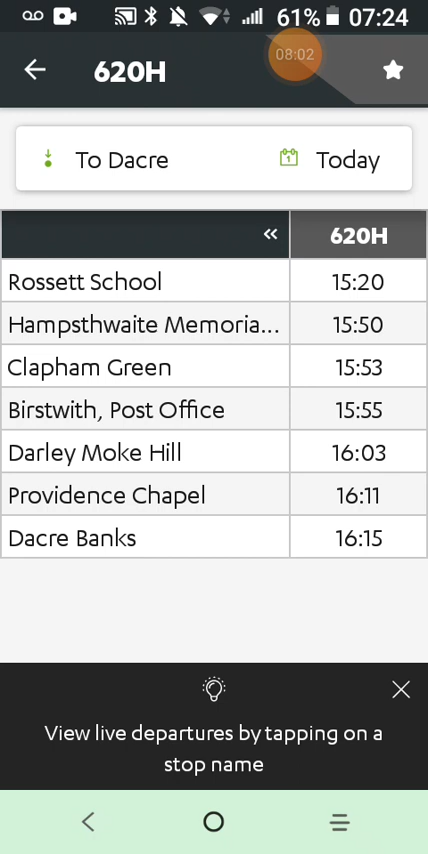 61% 07:24
620H
08:02
To Dacre
1
Today
«
620H
Rossett School 15:20
Hampsthwaite Memoria... 15:50
Clapham Green 15:53
Birstwith, Post Office 15:55
Darley Moke Hill 16:03
Providence Chapel 16:11
Dacre Banks 16:15
View live departures by tapping on a
stop name